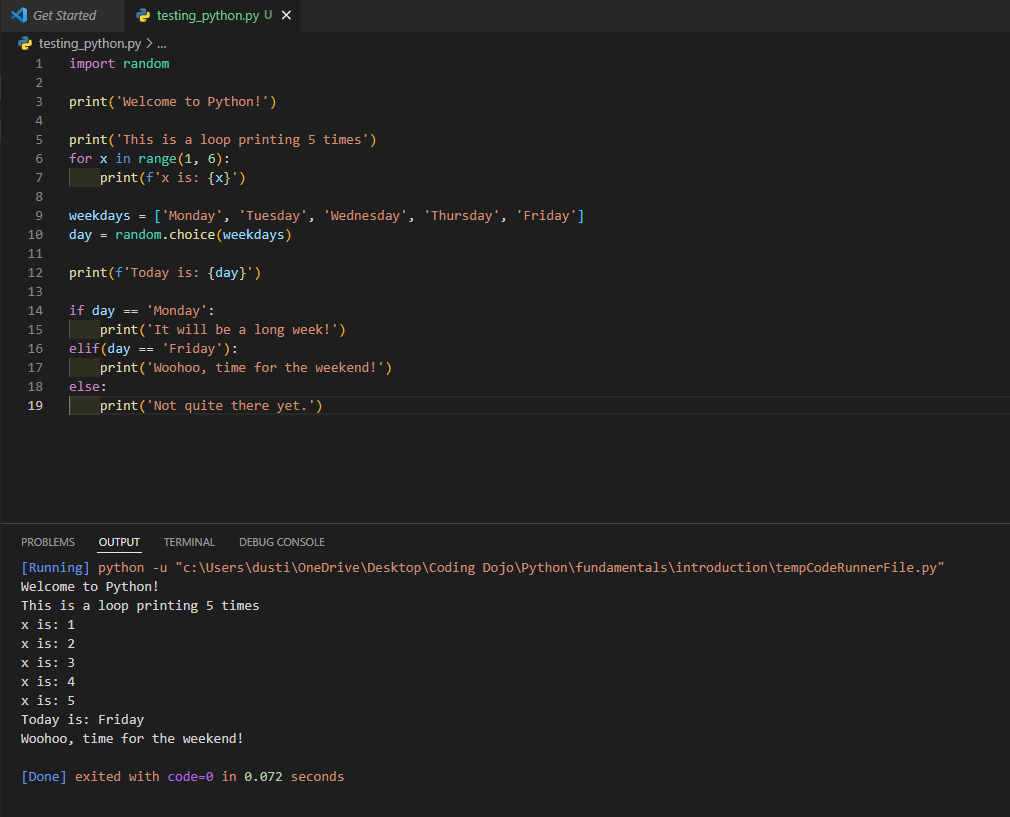 Get Started testing_python.py U
testing_python.py > ...
1 import random
2
3 print('Welcome to Python!')
4
5 print('This is a loop printing 5 times')
6 for x in range(1, 6):
7     print(f'x is: {x}')
8
9 weekdays = ['Monday', 'Tuesday', 'Wednesday', 'Thursday', 'Friday']
10 day = random.choice(weekdays)
11
12 print(f'Today is: {day}')
13
14 if day == 'Monday':
15     print('It will be a long week!')
16 elif(day == 'Friday'):
17     print('Woohoo, time for the weekend!')
18 else:
19     print('Not quite there yet.')
PROBLEMS OUTPUT TERMINAL DEBUG CONSOLE
[Running] python -u "c:\Users\dusti\OneDrive\Desktop\Coding Dojo\Python\fundamentals\introduction\tempCodeRunnerFile.py"
Welcome to Python!
This is a loop printing 5 times
x is: 1
x is: 2
x is: 3
x is: 4
x is: 5
Today is: Friday
Woohoo, time for the weekend!
[Done] exited with code=0 in 0.072 seconds